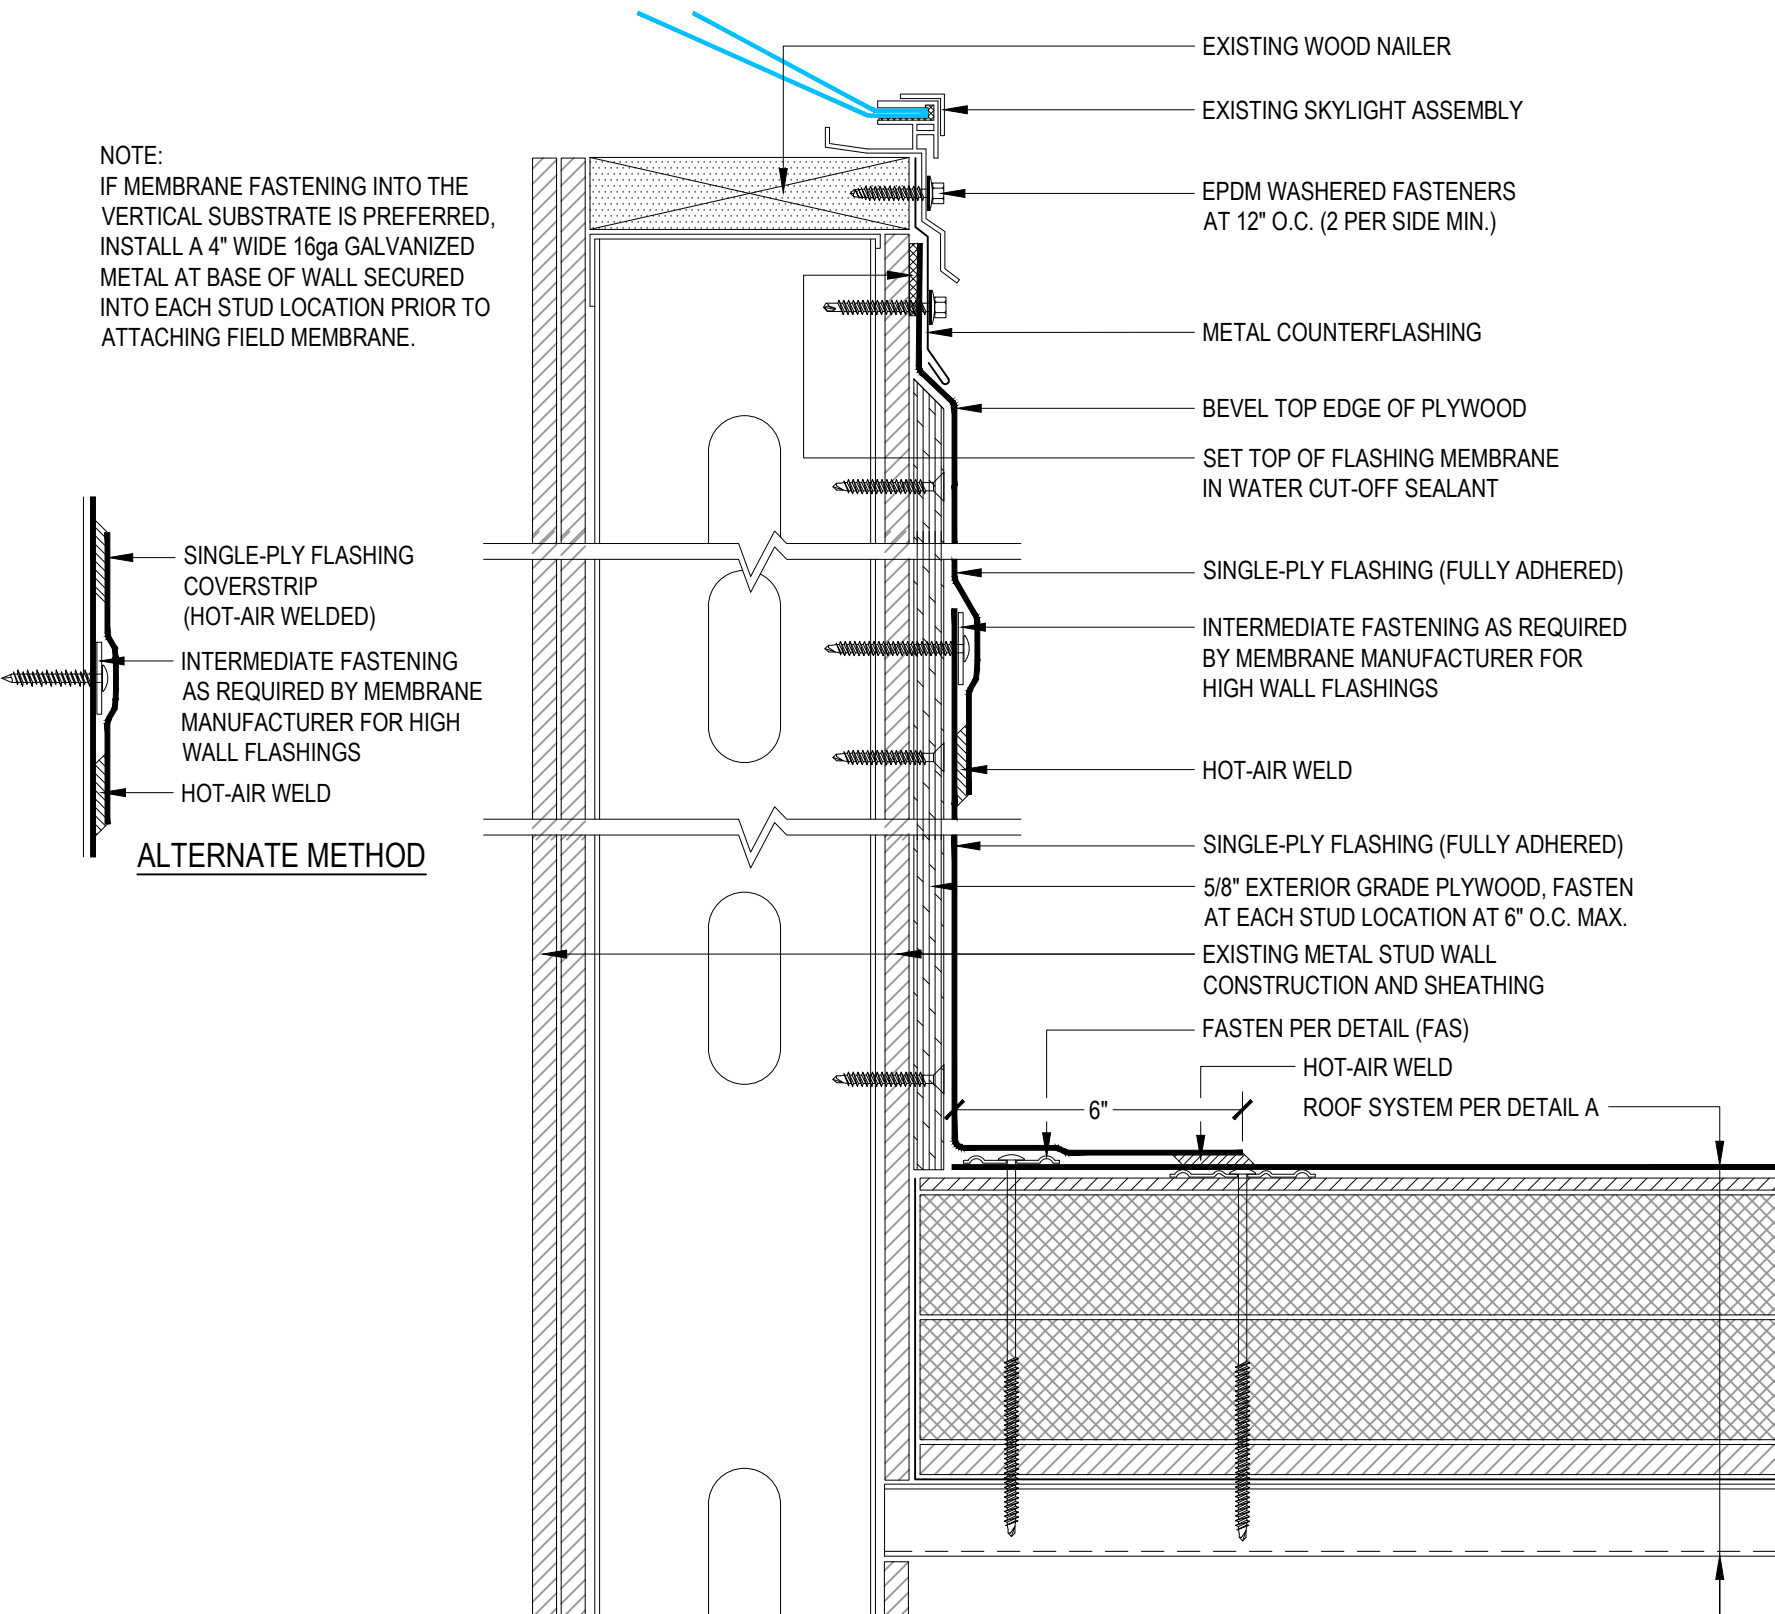 EXISTING WOOD NAILER
EXISTING SKYLIGHT ASSEMBLY
NOTE:
IF MEMBRANE FASTENING INTO THE
VERTICAL SUBSTRATE IS PREFERRED,
INSTALL A 4" WIDE 16ga GALVANIZED
METAL AT BASE OF WALL SECURED
INTO EACH STUD LOCATION PRIOR TO
ATTACHING FIELD MEMBRANE.
EPDM WASHERED FASTENERS
AT 12" O.C. (2 PER SIDE MIN.)
METAL COUNTERFLASHING
BEVEL TOP EDGE OF PLYWOOD
SET TOP OF FLASHING MEMBRANE
IN WATER CUT-OFF SEALANT
SINGLE-PLY FLASHING
COVERSTRIP
(HOT-AIR WELDED)
INTERMEDIATE FASTENING
AS REQUIRED BY MEMBRANE
MANUFACTURER FOR HIGH
WALL FLASHINGS
HOT-AIR WELD
ALTERNATE METHOD
SINGLE-PLY FLASHING (FULLY ADHERED)
INTERMEDIATE FASTENING AS REQUIRED
BY MEMBRANE MANUFACTURER FOR
HIGH WALL FLASHINGS
HOT-AIR WELD
SINGLE-PLY FLASHING (FULLY ADHERED)
5/8" EXTERIOR GRADE PLYWOOD, FASTEN
AT EACH STUD LOCATION AT 6" O.C. MAX.
EXISTING METAL STUD WALL
CONSTRUCTION AND SHEATHING
FASTEN PER DETAIL (FAS)
HOT-AIR WELD
6"
ROOF SYSTEM PER DETAIL A